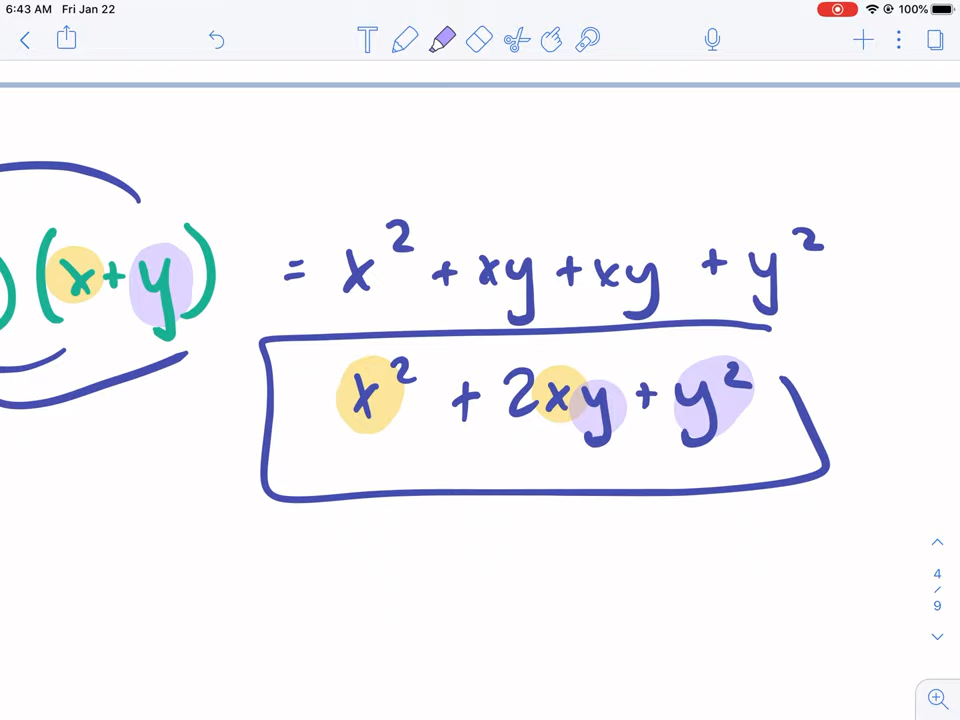 6:43 AM Fri Jan 22 100%
T
) (x+y) = x² + xy + xy + y²
x² + 2xy + y²
4
/
9